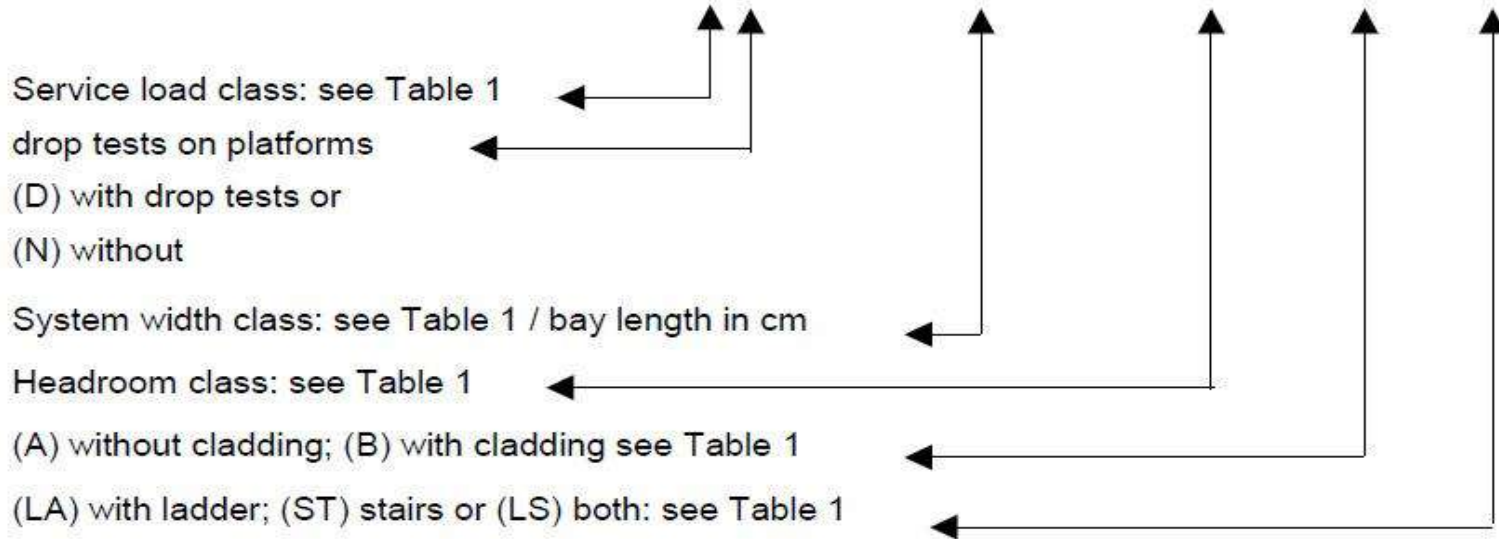 Service load class: see Table 1
drop tests on platforms
(D) with drop tests or
(N) without
System width class: see Table 1 / bay length in cm
Headroom class: see Table 1
(A) without cladding; (B) with cladding see Table 1
(LA) with ladder; (ST) stairs or (LS) both: see Table 1